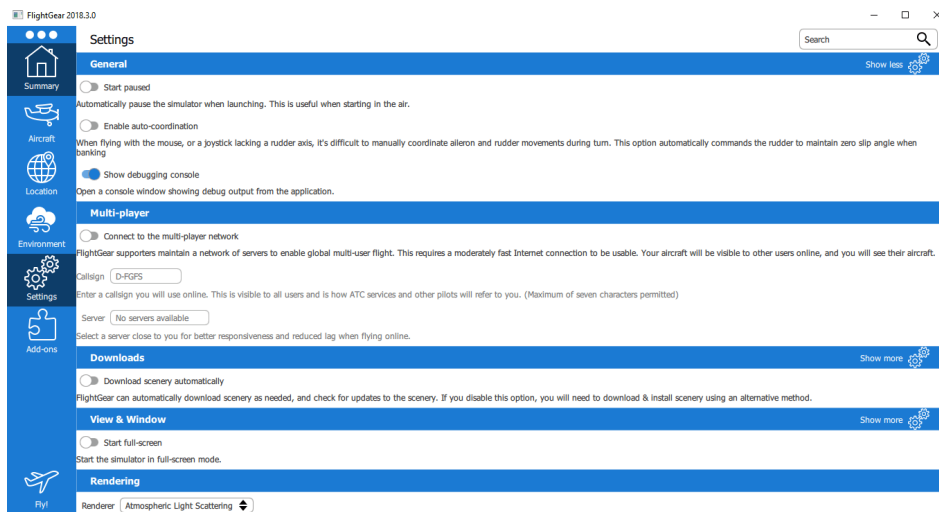 FlightGear 2018.3.0
Settings
Search
Summary
Aircraft
Location
Environment
Settings
Add-ons
Fly!
General
Show less
Start paused
Automatically pause the simulator when launching. This is useful when starting in the air.
Enable auto-coordination
When flying with the mouse, or a joystick lacking a rudder axis, it's difficult to manually coordinate aileron and rudder movements during turn. This option automatically commands the rudder to maintain zero slip angle when
banking
Show debugging console
Open a console window showing debug output from the application.
Multi-player
Connect to the multi-player network
FlightGear supporters maintain a network of servers to enable global multi-user flight. This requires a moderately fast Internet connection to be usable. Your aircraft will be visible to other users online, and you will see their aircraft.
Callsign D-FGFS
Enter a callsign you will use online. This is visible to all users and is how ATC services and other pilots will refer to you. (Maximum of seven characters permitted)
Server No servers available
Select a server close to you for better responsiveness and reduced lag when flying online.
Downloads
Show more
Download scenery automatically
FlightGear can automatically download scenery as needed, and check for updates to the scenery. If you disable this option, you will need to download & install scenery using an alternative method.
View & Window
Show more
Start full-screen
Start the simulator in full-screen mode.
Rendering
Renderer Atmospheric Light Scattering